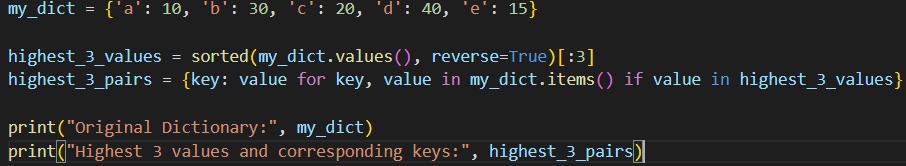 my_dict = {'a': 10, 'b': 30, 'c': 20, 'd': 40, 'e': 15}
highest_3_values = sorted(my_dict.values(), reverse=True)[:3]
highest_3_pairs = {key: value for key, value in my_dict.items() if value in highest_3_values}
print("Original Dictionary:", my_dict)
print("Highest 3 values and corresponding keys:", highest_3_pairs)